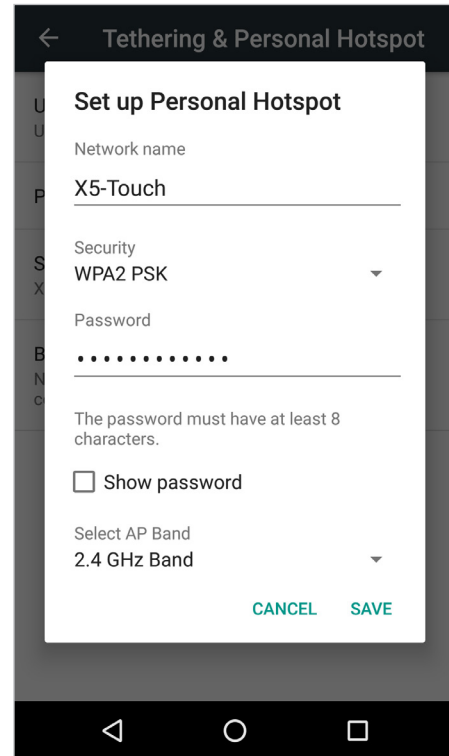 Tethering & Personal Hotspot
Set up Personal Hotspot
Network name
X5-Touch
Security
WPA2 PSK
Password
••••••••••••
The password must have at least 8
characters.
Show password
Select AP Band
2.4 GHz Band
CANCEL SAVE